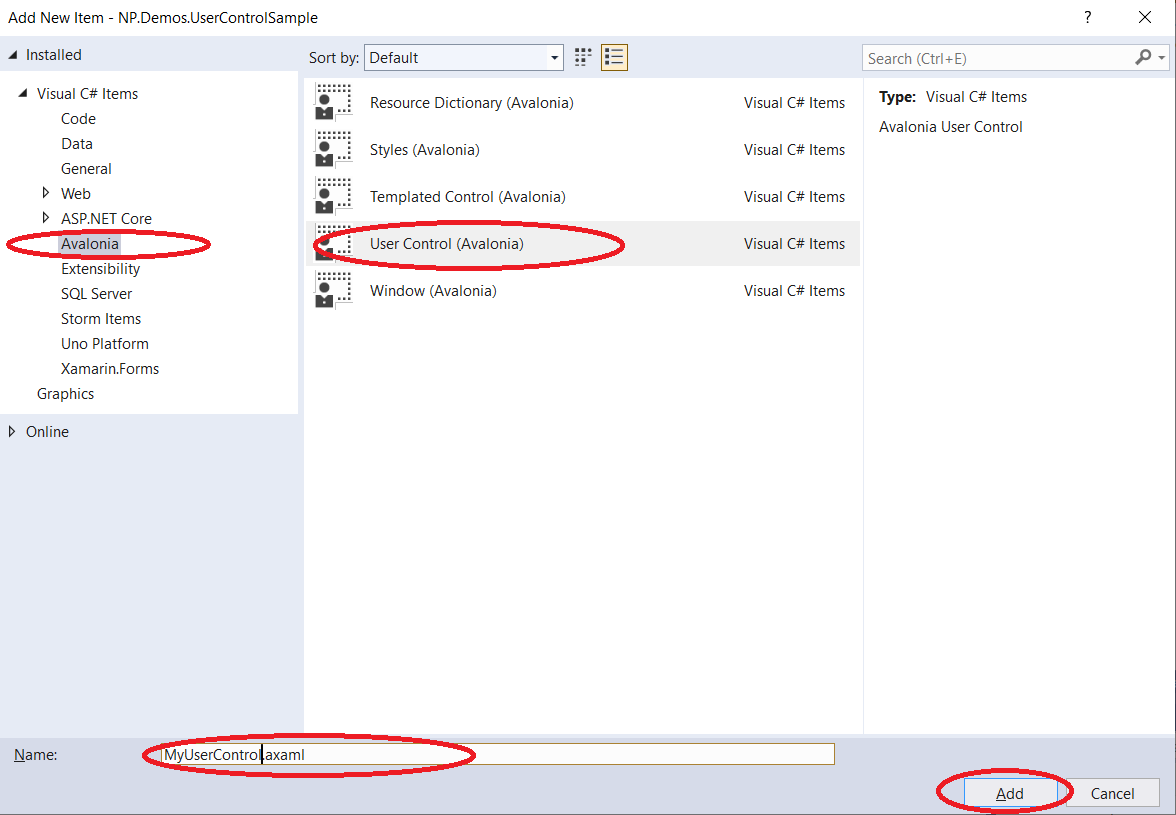 Add New Item - NP.Demos.UserControlSample
?
Installed
Sort by: Default
Search (Ctrl+E)
Visual C# Items
Code
Data
General
Web
ASP.NET Core
Avalonia
Extensibility
SQL Server
Storm Items
Uno Platform
Xamarin.Forms
Graphics
Online
Resource Dictionary (Avalonia) Visual C# Items
Styles (Avalonia) Visual C# Items
Templated Control (Avalonia) Visual C# Items
User Control (Avalonia) Visual C# Items
Window (Avalonia) Visual C# Items
Type: Visual C# Items
Avalonia User Control
Name: MyUserControl.axaml
Add Cancel